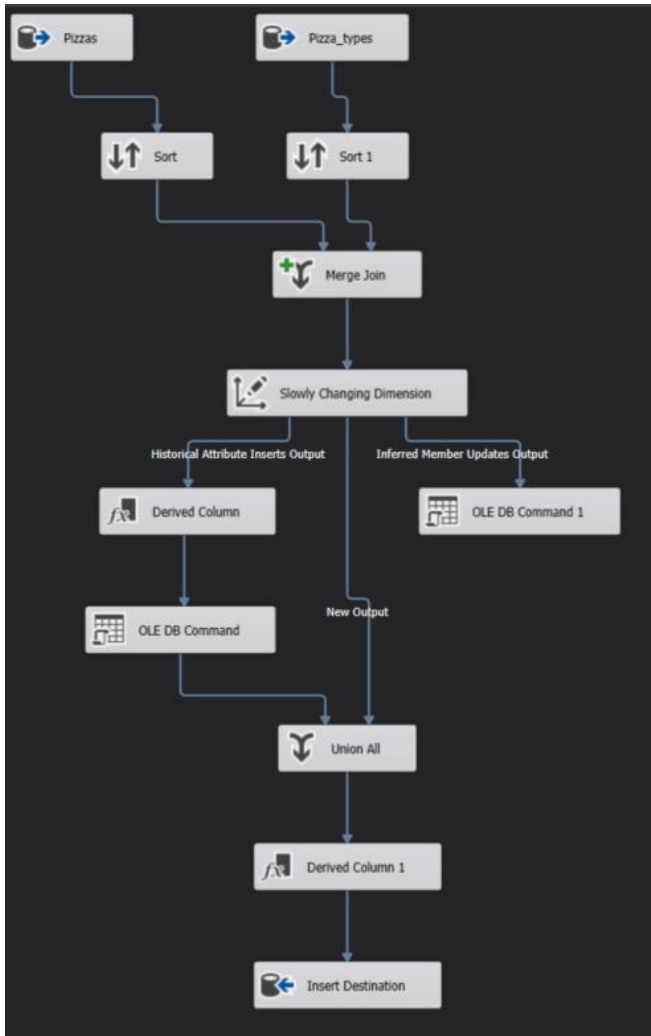 Pizzas
Pizza_types
Sort
Sort 1
Merge Join
Slowly Changing Dimension
Historical Attribute Inserts Output
Inferred Member Updates Output
Derived Column
OLE DB Command 1
New Output
OLE DB Command
Union All
Derived Column 1
Insert Destination